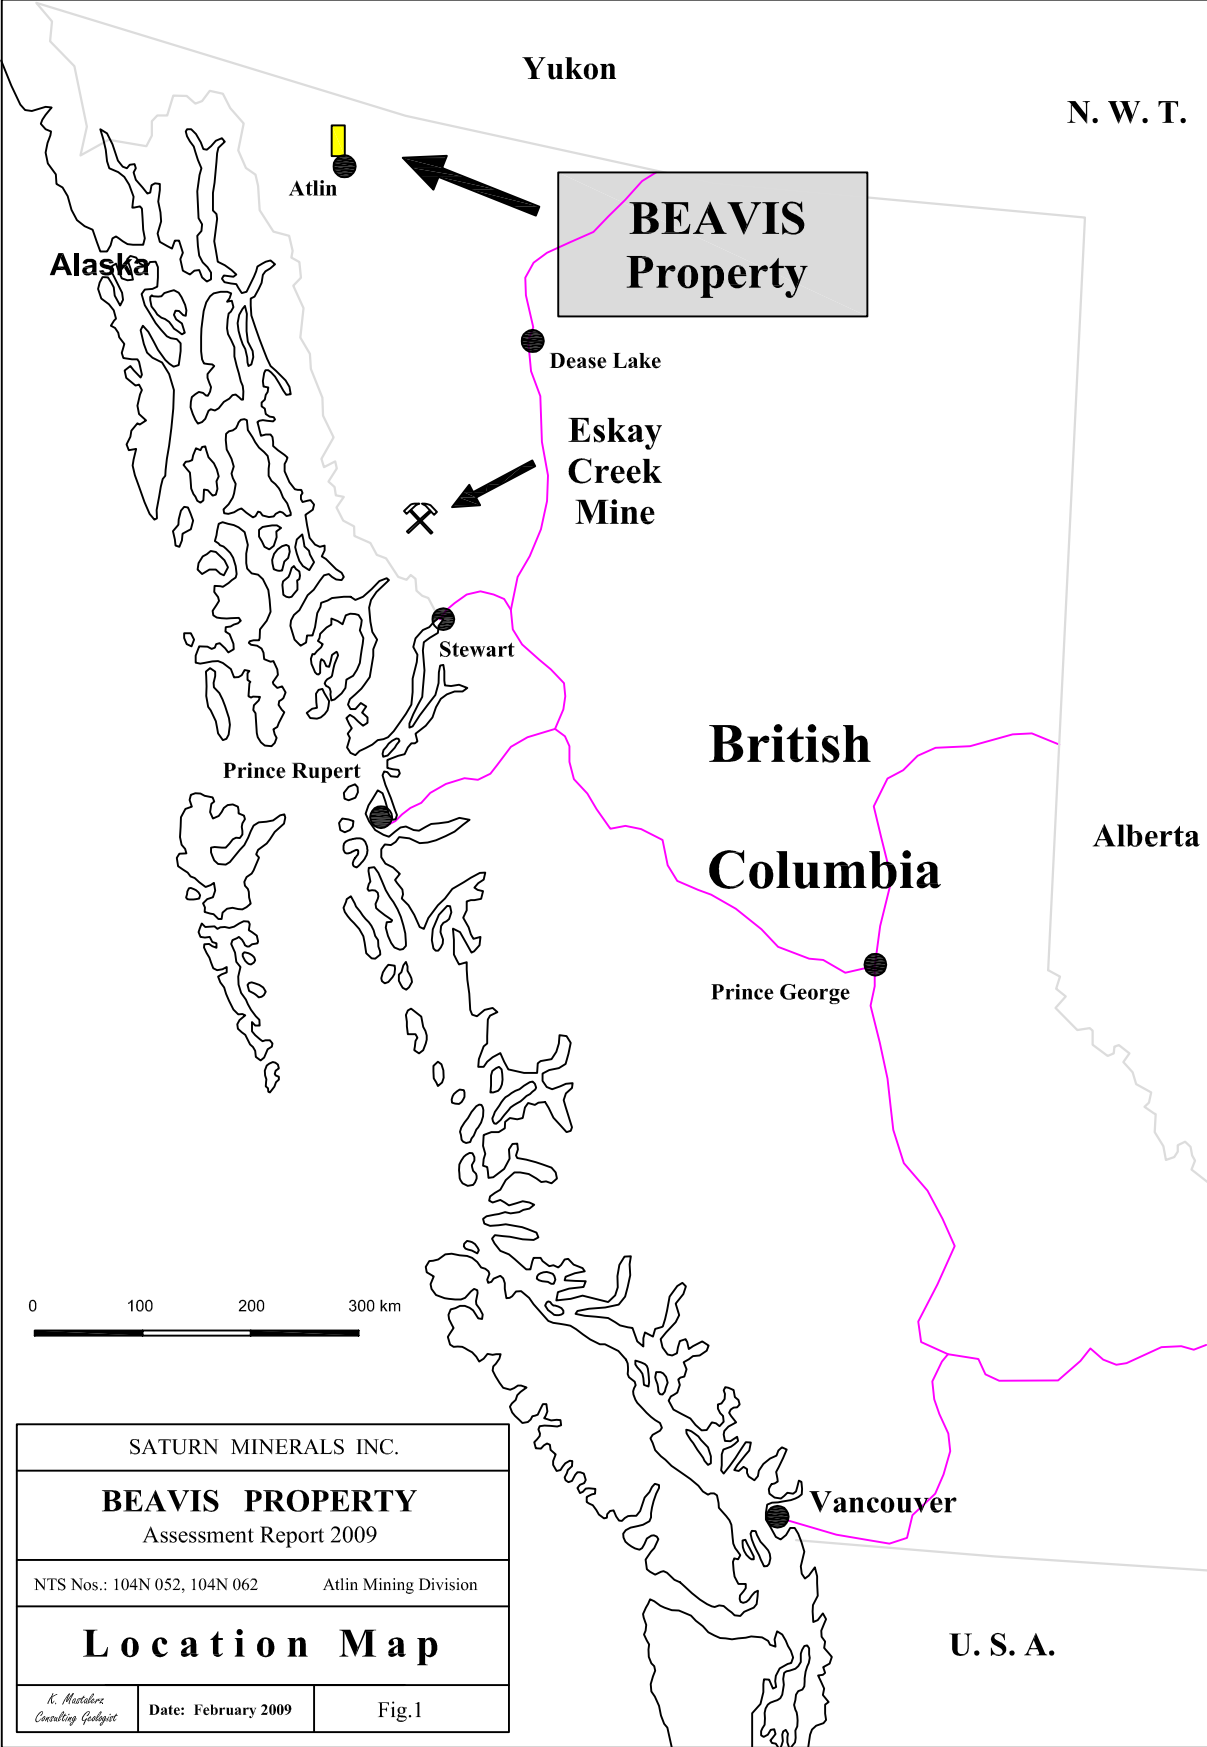 Yukon
N. W. T.
Atlin
BEAVIS
Property
Alaska
Dease Lake
Eskay
Creek
Mine
Stewart
British
Prince Rupert
Alberta
Columbia
Prince George
0 100 200 300 km
Vancouver
U. S. A.
SATURN MINERALS INC.
BEAVIS PROPERTY
Assessment Report 2009
NTS Nos.: 104N 052, 104N 062 Atlin Mining Division
Location Map
K. Mastalerz
Consulting Geologist
Date: February 2009
Fig.1